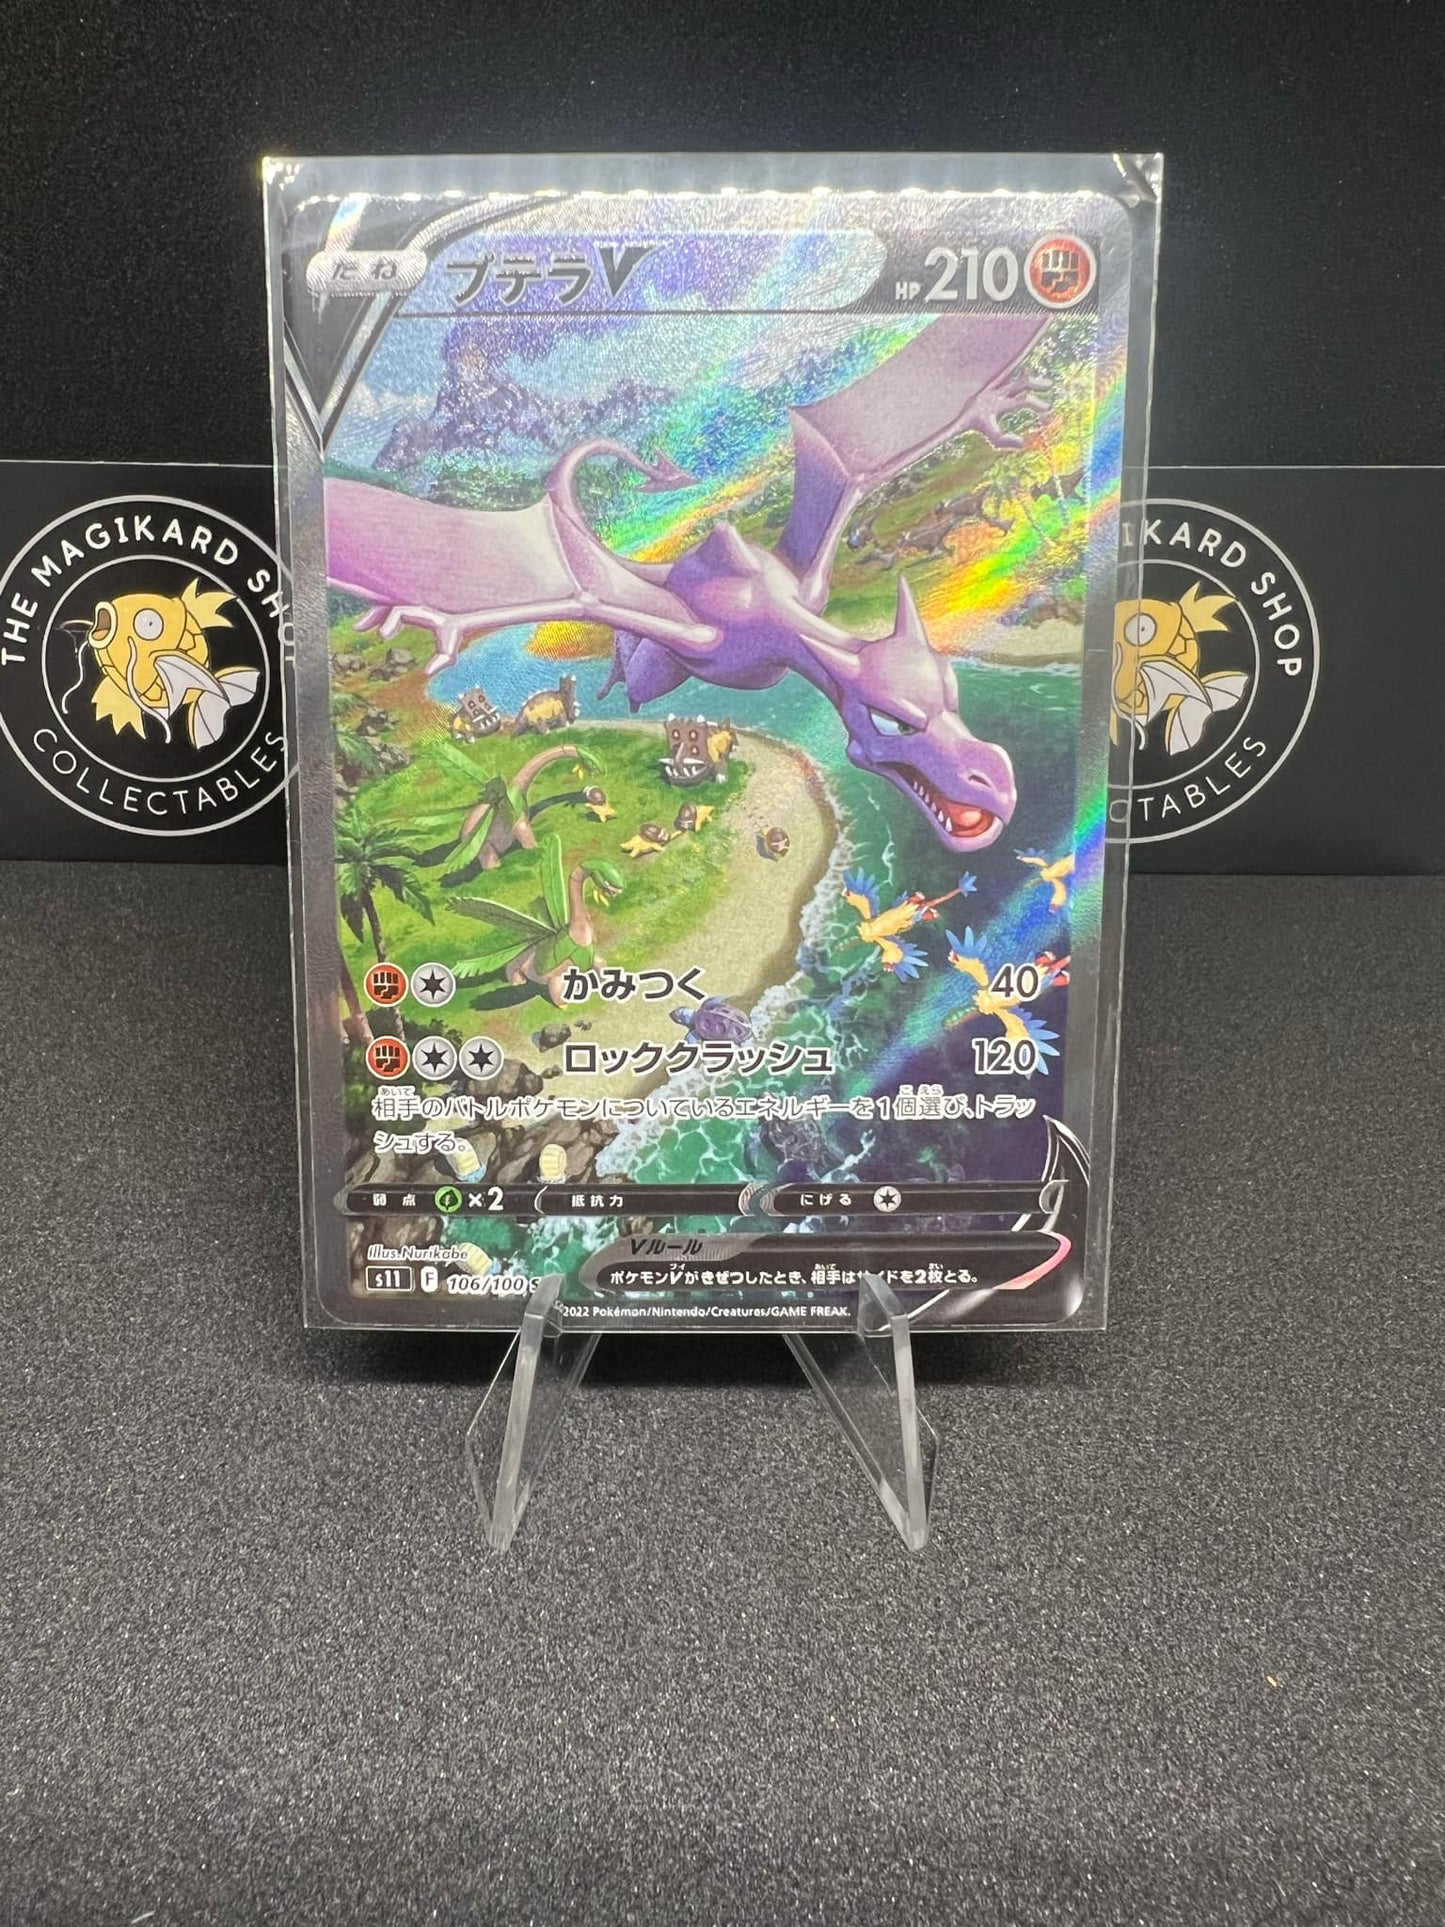 たね プテラV HP 210
THE MAGIKARD SHOP
COLLECTABLES
かみつく 40
ロッククラッシュ 120
相手のバトルポケモンについているエネルギーを1個選び、トラッ
シュする。
弱点 ×2 抵抗力 にげる
Illus. Nurikabe
Vルール
s11 F 106/100 ポケモンVがきぜつしたとき、相手はサイドを2枚とる。
©2022 Pokémon/Nintendo/Creatures/GAME FREAK.